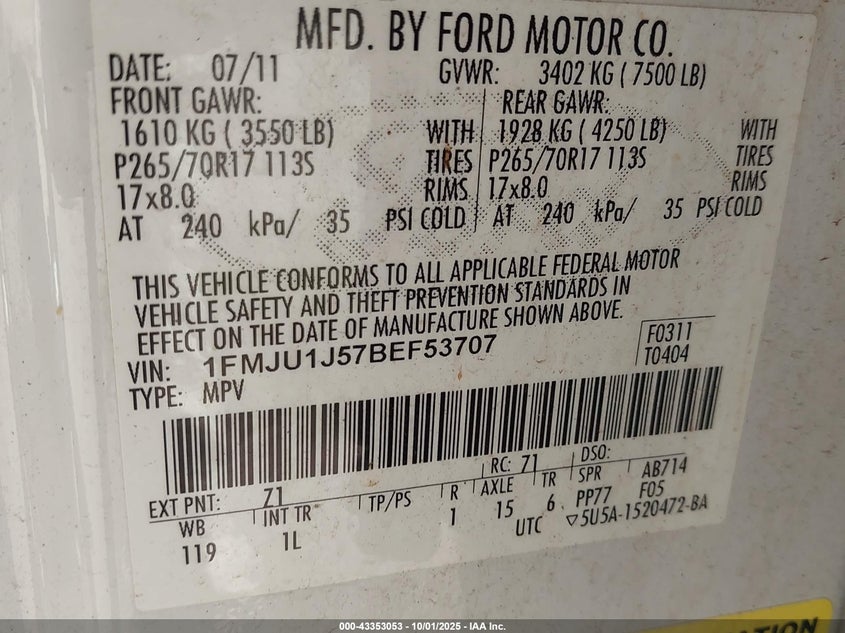 MFD. BY FORD MOTOR CO.
DATE: 07/11 GVWR: 3402 KG ( 7500 LB)
FRONT GAWR: REAR GAWR:
1610 KG ( 3550 LB) WITH 1928 KG ( 4250 LB) WITH
P265/70R17 113S TIRES P265/70R17 113S TIRES
17x8.0 RIMS 17x8.0 RIMS
AT 240 kPa/ 35 PSI COLD AT 240 kPa/ 35 PSI COLD
THIS VEHICLE CONFORMS TO ALL APPLICABLE FEDERAL MOTOR
VEHICLE SAFETY AND THEFT PREVENTION STANDARDS IN
EFFECT ON THE DATE OF MANUFACTURE SHOWN ABOVE.
VIN: 1FMJU1J57BEF53707 F0311
TYPE: MPV T0404
EXT PNT: Z1 RC: 71 DSO:
WB INT TR TP/PS R AXLE TR SPR AB714
119 1L 1 15 6 PP77 F05
UTC ▽5U5A-1520472-BA
000-43353053 - 10/01/2025 - IAA Inc.